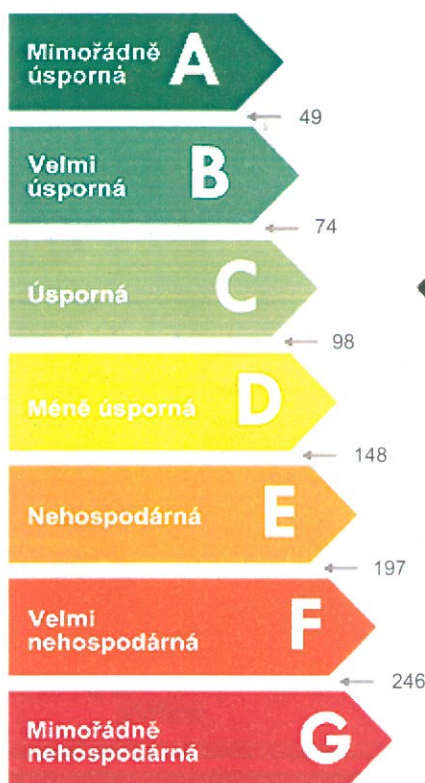 Mimořádně
úsporná
A
49
Velmi
úsporná
B
74
Úsporná
C
98
Méně úsporná
D
148
Nehospodárná
E
197
Velmi
nehospodárná
F
246
Mimořádně
nehospodárná
G